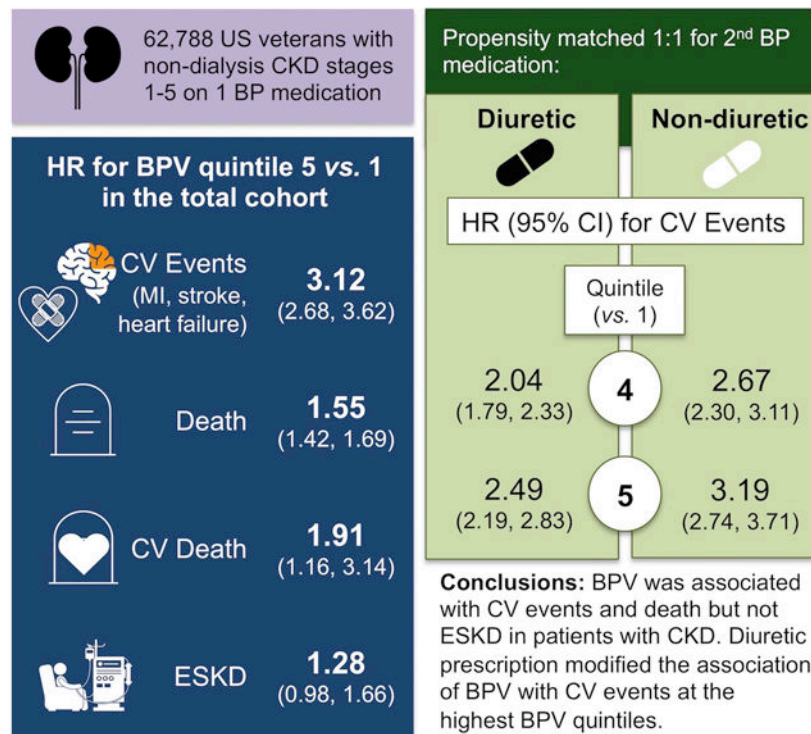 62,788 US veterans with
non-dialysis CKD stages
1-5 on 1 BP medication
HR for BPV quintile 5 vs. 1
in the total cohort
CV Events
(MI, stroke,
heart failure)
3.12
(2.68, 3.62)
Death
1.55
(1.42, 1.69)
CV Death
1.91
(1.16, 3.14)
ESKD
1.28
(0.98, 1.66)
Propensity matched 1:1 for 2nd BP
medication:
Diuretic
Non-diuretic
HR (95% CI) for CV Events
Quintile
(vs. 1)
2.04
(1.79, 2.33)
4
2.67
(2.30, 3.11)
2.49
(2.19, 2.83)
5
3.19
(2.74, 3.71)
Conclusions: BPV was associated
with CV events and death but not
ESKD in patients with CKD. Diuretic
prescription modified the association
of BPV with CV events at the
highest BPV quintiles.